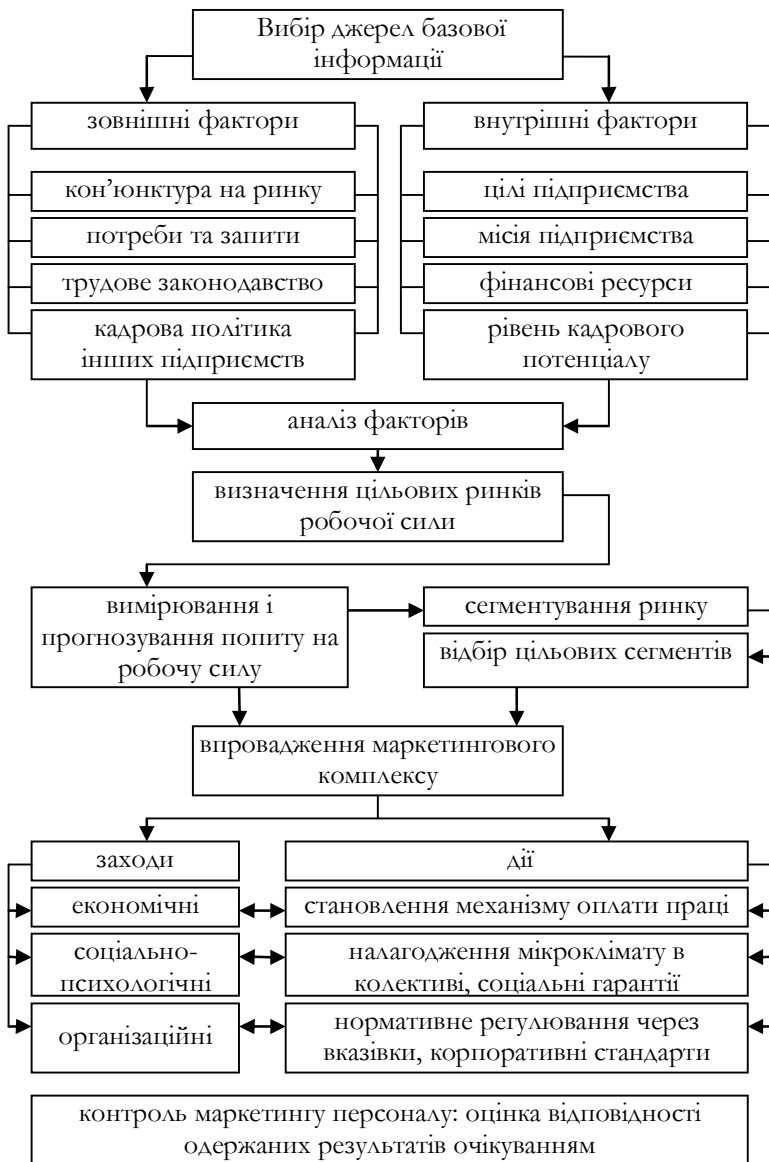 Вибір джерел базової
інформації
зовнішні фактори
внутрішні фактори
кон’юнктура на ринку
цілі підприємства
потреби та запити
місія підприємства
трудове законодавство
фінансові ресурси
кадрова політика
інших підприємств
рівень кадрового
потенціалу
аналіз факторів
визначення цільових ринків
робочої сили
вимірювання і
прогнозування попиту на
робочу силу
сегментування ринку
відбір цільових сегментів
впровадження маркетингового
комплексу
заходи
дії
економічні
становлення механізму оплати праці
соціально-
психологічні
налагодження мікроклімату в
колективі, соціальні гарантії
організаційні
нормативне регулювання через
вказівки, корпоративні стандарти
контроль маркетингу персоналу: оцінка відповідності
одержаних результатів очікуванням